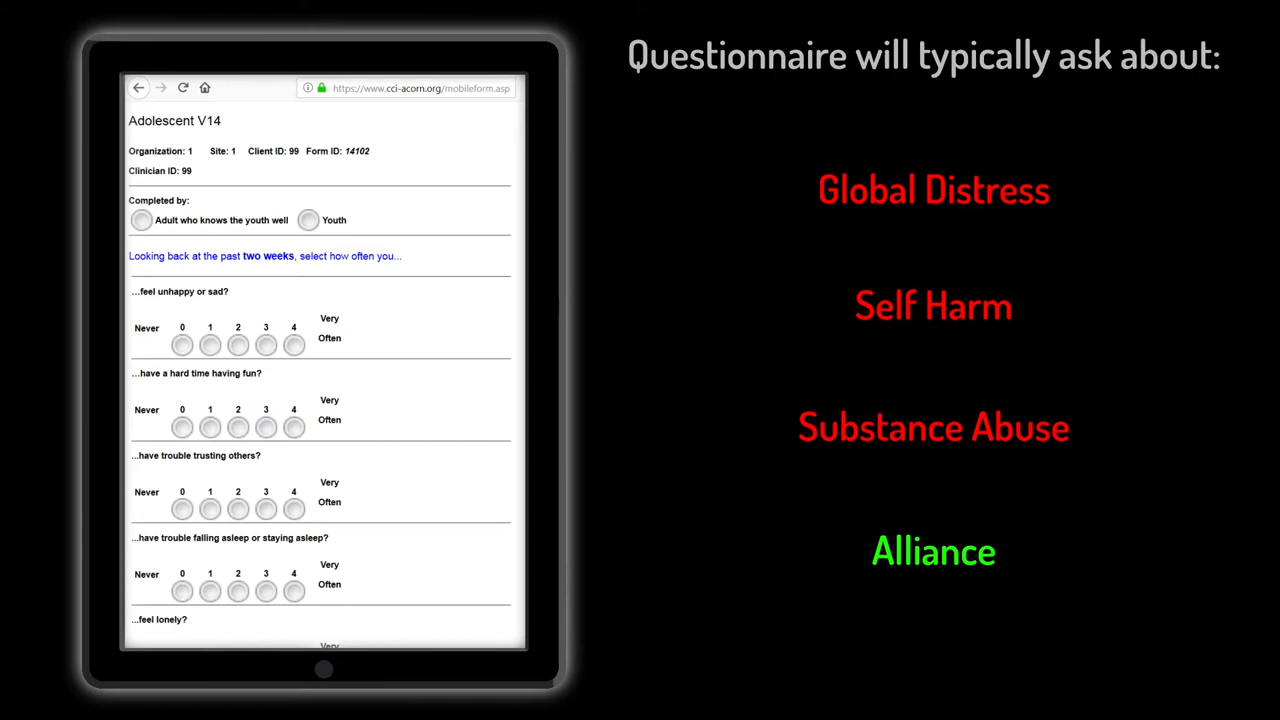 Questionnaire will typically ask about:
Global Distress
Self Harm
Substance Abuse
Alliance
https://www.cci-acorn.org/mobileform.asp
Adolescent V14
Organization: 1 Site: 1 Client ID: 99 Form ID: 14102
Clinician ID: 99
Completed by:
Adult who knows the youth well Youth
Looking back at the past two weeks, select how often you...
...feel unhappy or sad?
Never 0 1 2 3 4 Very Often
...have a hard time having fun?
Never 0 1 2 3 4 Very Often
...have trouble trusting others?
Never 0 1 2 3 4 Very Often
...have trouble falling asleep or staying asleep?
Never 0 1 2 3 4 Very Often
...feel lonely?
Very